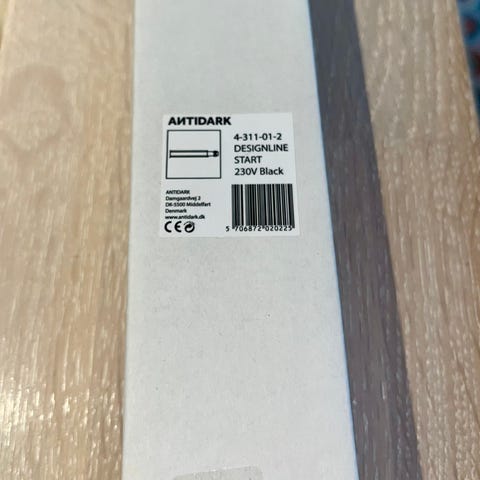 ANTIDARK
4-311-01-2
DESIGNLINE
START
230V Black
ANTIDARK
Damgaardvej 2
DK-5500 Middelfart
Denmark
www.antidark.dk
CE
5 706872 020225